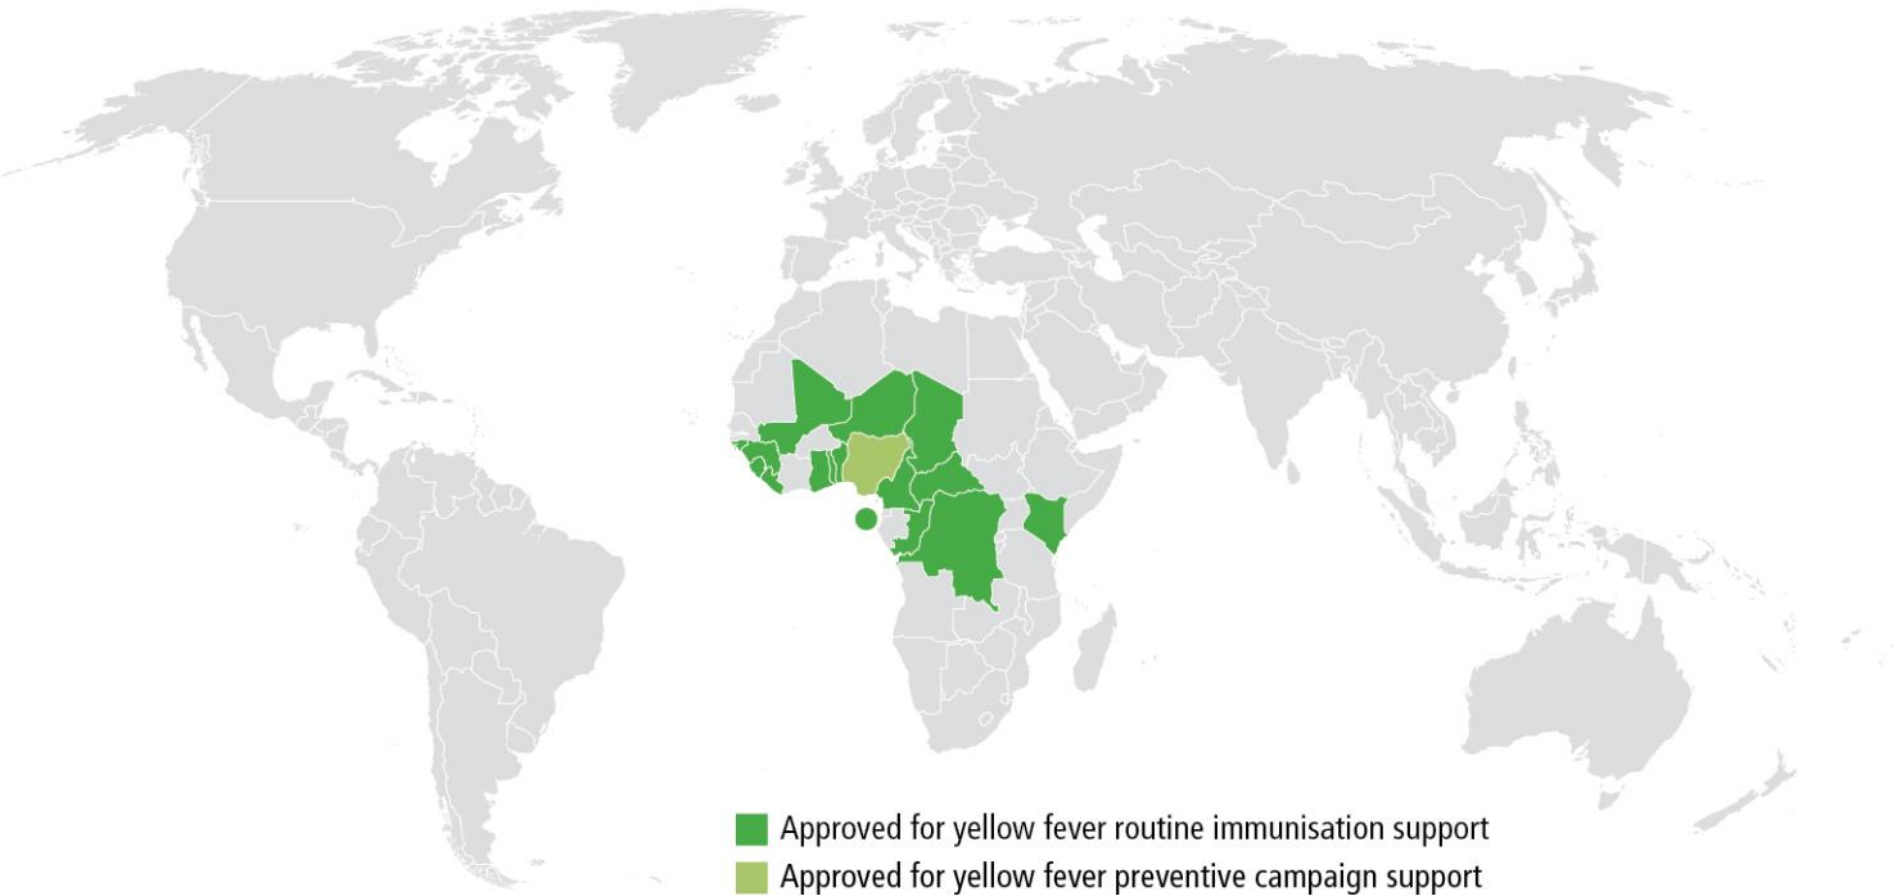 Approved for yellow fever routine immunisation support
Approved for yellow fever preventive campaign support